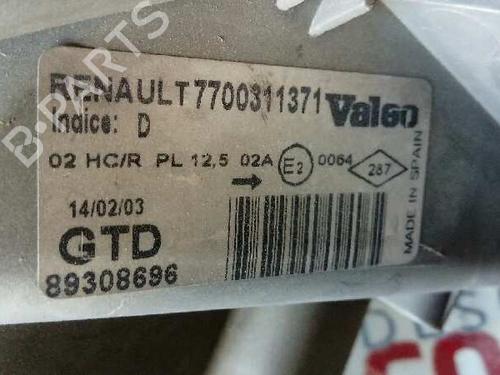 B-PARTS
RENAULT 7700311371 Valeo
Indice: D
02 HC/R PL 12,5 02A E2 0064 287
14/02/03
GTD
89308696
MADE IN SPAIN